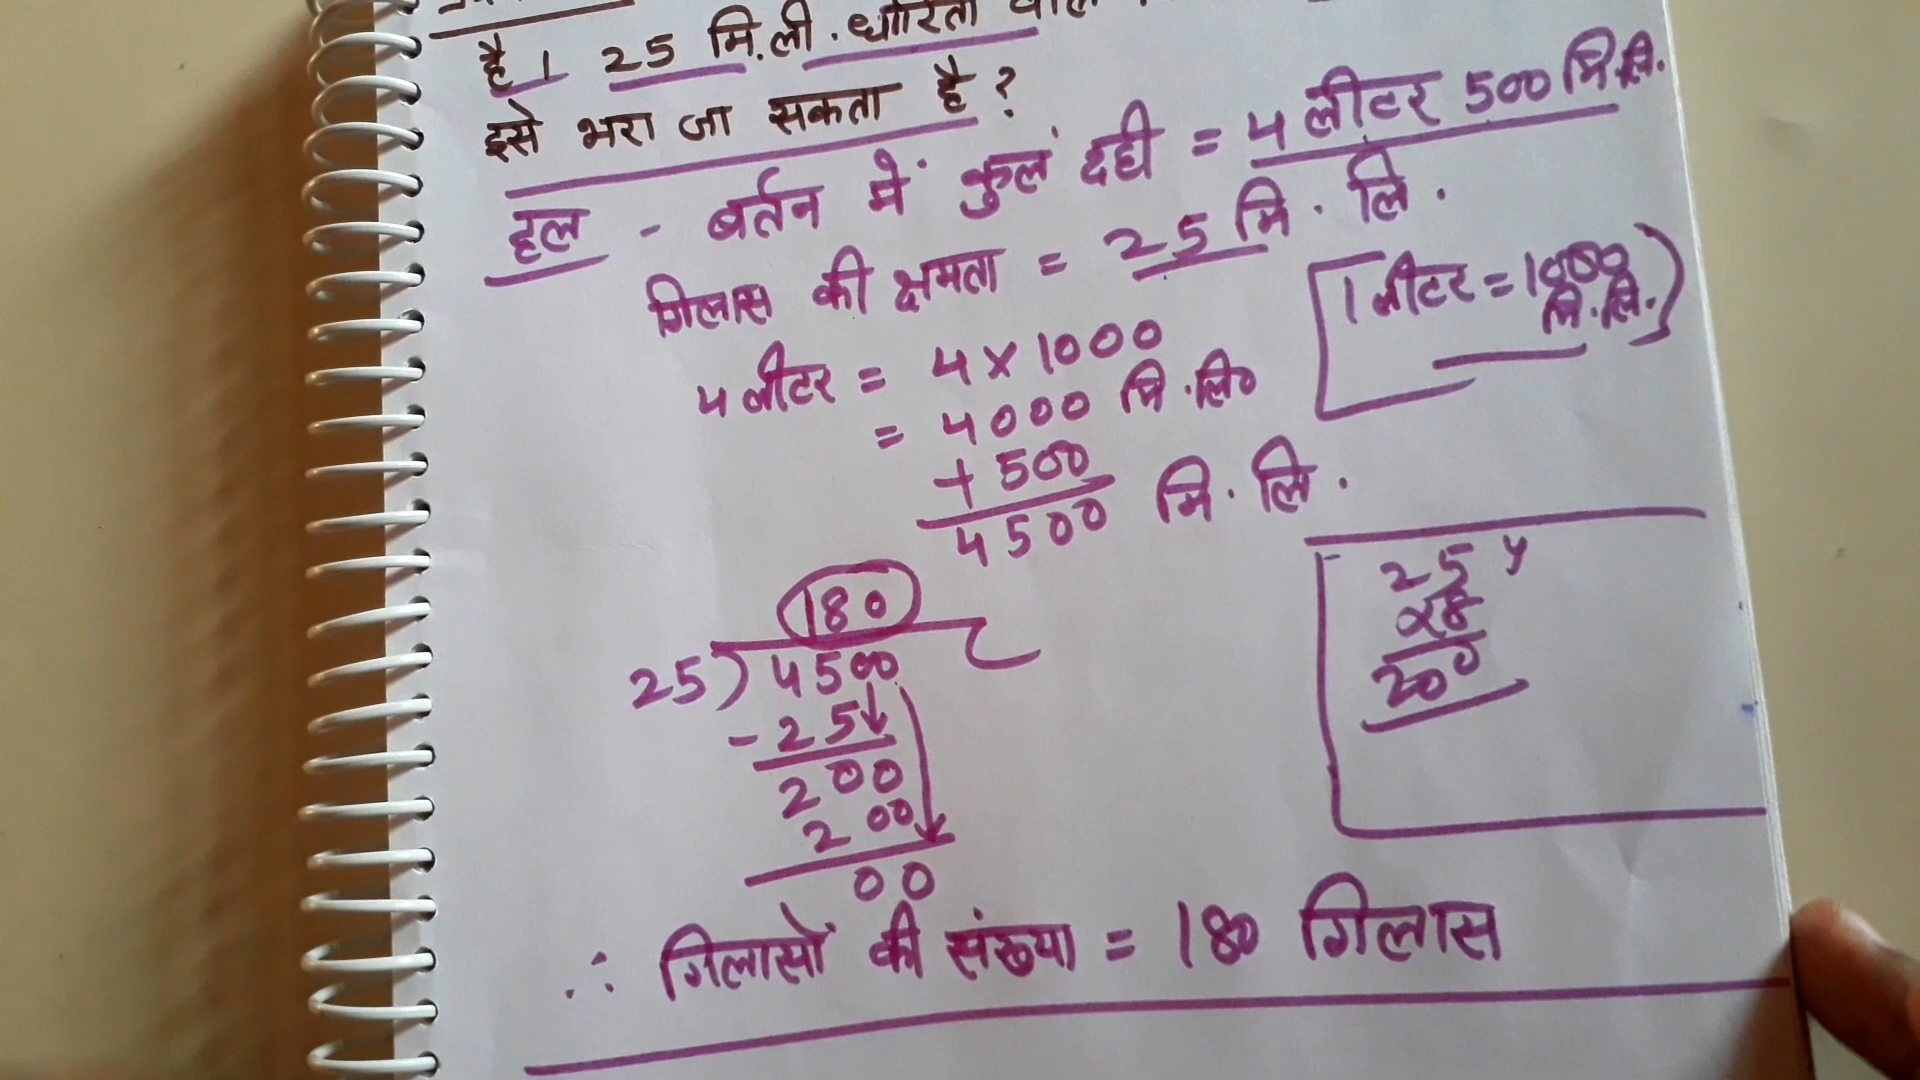 है। 25 मि.ली. धारिता वाले
इसे भरा जा सकता है?
हल - बर्तन में कुल दही = 4 लीटर 500 मि.लि.
गिलास की क्षमता = 25 मि. लि.
[1 लीटर = 1000
मि.लि.)
4 लीटर = 4 × 1000
= 4000 मि.लि०
+ 500
4500 मि. लि.
180
25) 4500
- 25
200
200
00
25
×8
200
∴ गिलासों की संख्या = 180 गिलास